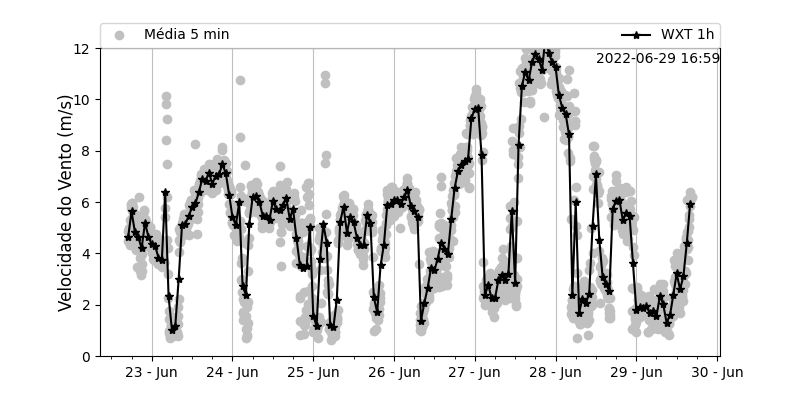 Média 5 min
WXT 1h
2022-06-29 16:59
Velocidade do Vento (m/s)
12
10
8
6
4
2
0
23 - Jun
24 - Jun
25 - Jun
26 - Jun
27 - Jun
28 - Jun
29 - Jun
30 - Jun